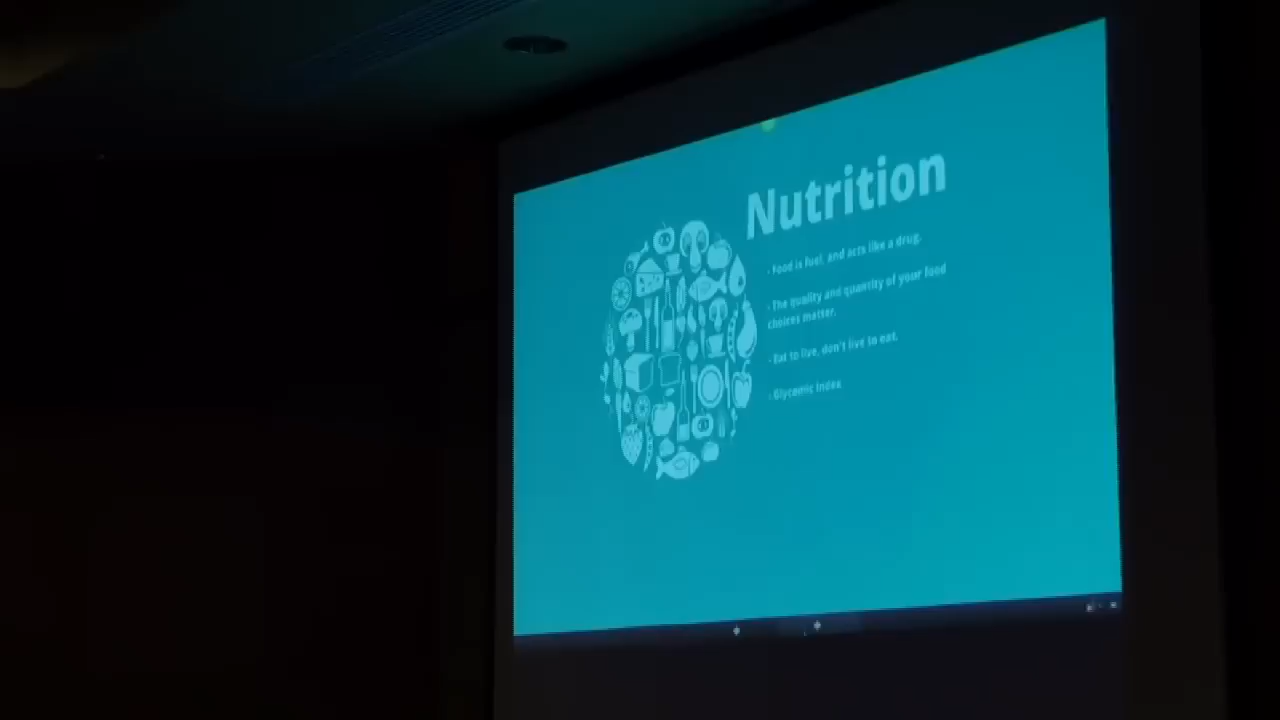 Nutrition
- Food is fuel, and acts like a drug.
- The quality and quantity of your food
choices matter.
- Eat to live, don't live to eat.
- Glycemic Index